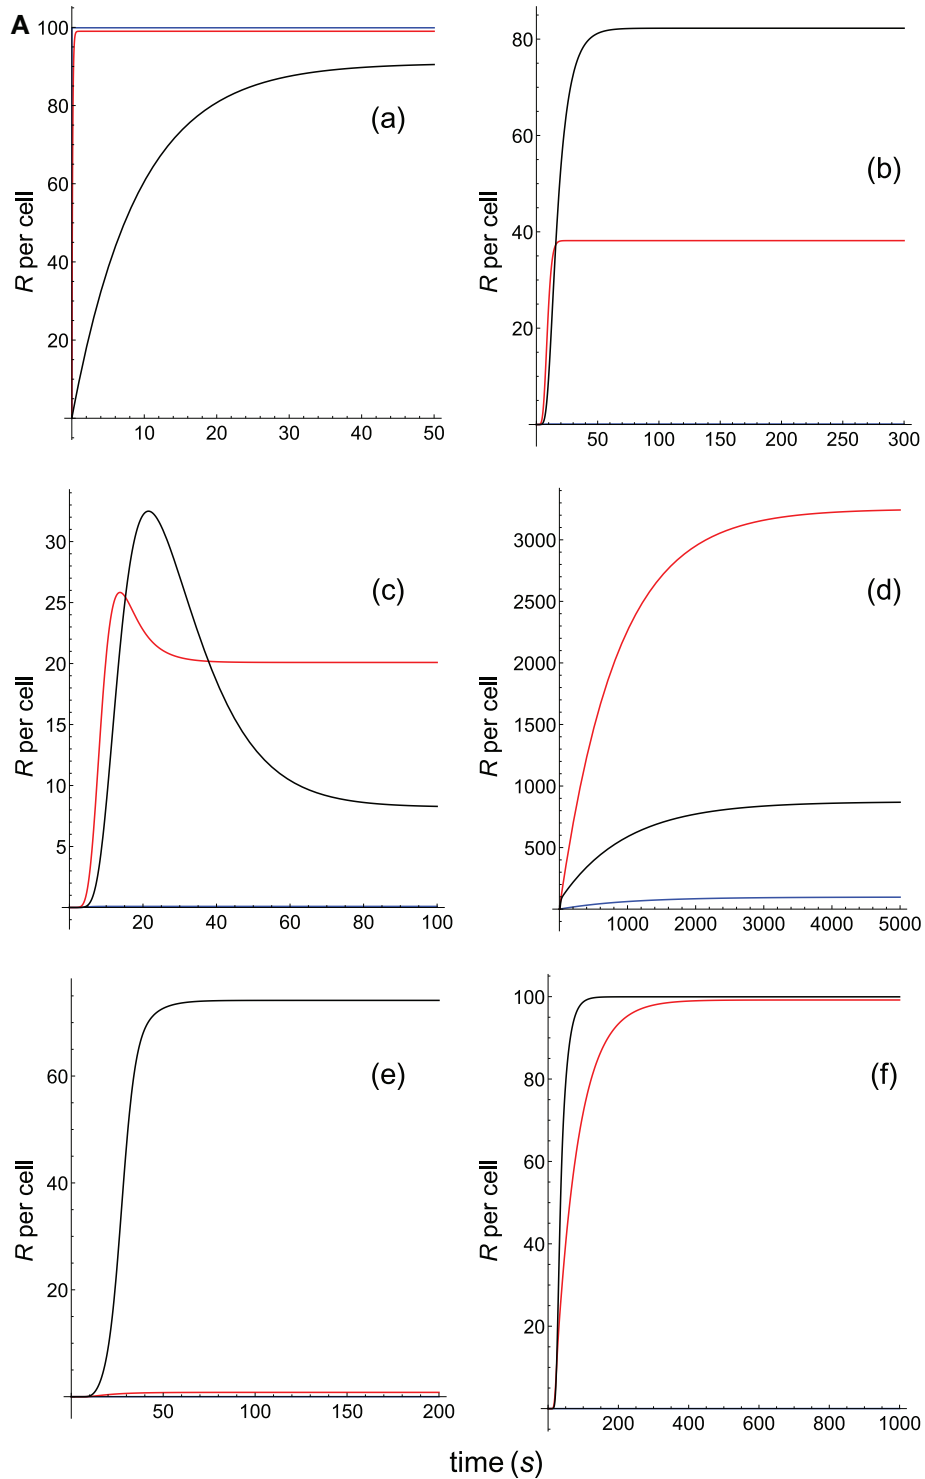 A
100
80
60
40
20
R per cell
(a)
10 20 30 40 50
80
60
40
20
R per cell
(b)
50 100 150 200 250 300
30
25
20
15
10
5
R per cell
(c)
20 40 60 80 100
3000
2500
2000
1500
1000
500
R per cell
(d)
1000 2000 3000 4000 5000
60
40
20
R per cell
(e)
50 100 150 200
100
80
60
40
20
R per cell
(f)
200 400 600 800 1000
time (s)